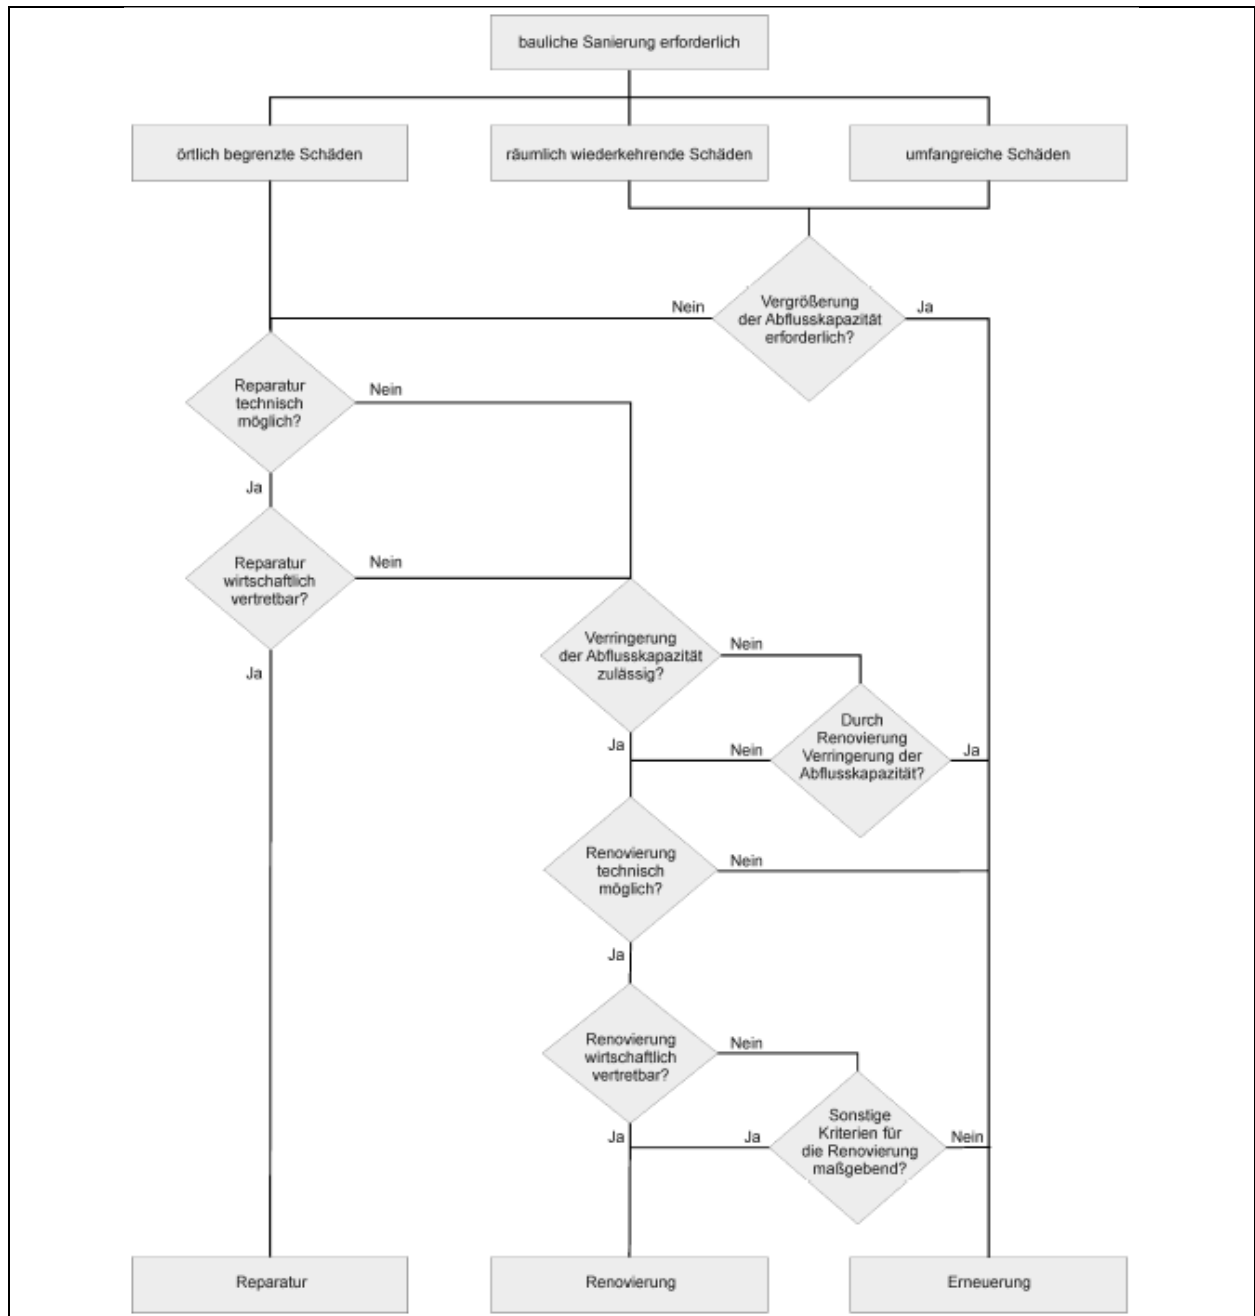 bauliche Sanierung erforderlich
örtlich begrenzte Schäden
räumlich wiederkehrende Schäden
umfangreiche Schäden
Nein
Vergrößerung
der Abflusskapazität
erforderlich?
Ja
Reparatur
technisch
möglich?
Nein
Ja
Reparatur
wirtschaftlich
vertretbar?
Nein
Ja
Verringerung
der Abflusskapazität
zulässig?
Nein
Ja
Nein
Durch
Renovierung
Verringerung der
Abflusskapazität?
Ja
Renovierung
technisch
möglich?
Nein
Ja
Renovierung
wirtschaftlich
vertretbar?
Nein
Ja
Ja
Sonstige
Kriterien für
die Renovierung
maßgebend?
Nein
Reparatur
Renovierung
Erneuerung